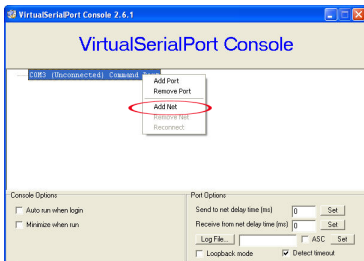 VirtualSerialPort Console 2.6.1
VirtualSerialPort Console
COM3 (Unconnected) Command
Add Port
Remove Port
Add Net
Remove Net
Reconnect
Console Options
Auto run when login
Minimize when run
Port Options
Send to net delay time (ms) 0 Set
Receive from net delay time (ms) 0 Set
Log File... ASC Set
Loopback mode Detect timeout